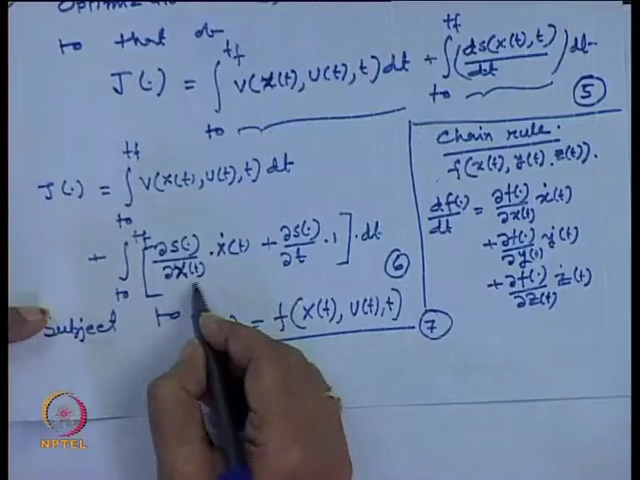 to that
J(·) = ∫_{t0}^{tf} V(x(t), u(t), t) dt + ∫_{t0}^{tf} (ds(x(t), t)/dt) dt
5
J(·) = ∫_{t0}^{tf} V(x(t), u(t), t) dt
+ ∫_{t0}^{tf} [∂s(·)/∂x(t) · ẋ(t) + ∂s(·)/∂t · 1] · dt
6
subject to = f(x(t), u(t), t)
7
chain rule.
f(x(t), y(t). z(t)).
df(·)/dt = ∂f(·)/∂x(t) ẋ(t)
+ ∂f(·)/∂y(t) ẏ(t)
+ ∂f(·)/∂z(t) ż(t)
NPTEL